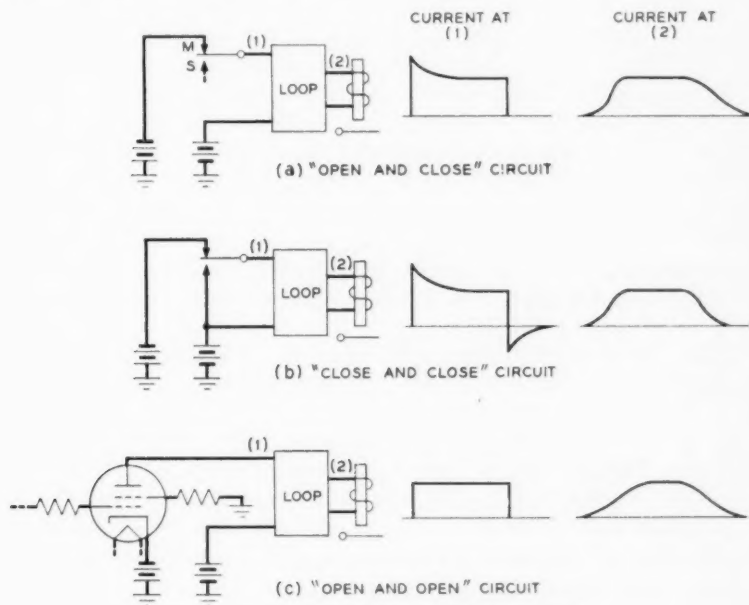 CURRENT AT
(1)
CURRENT AT
(2)
M
S
(1)
(2)
LOOP
(a) "OPEN AND CLOSE" CIRCUIT
(1)
(2)
LOOP
(b) "CLOSE AND CLOSE" CIRCUIT
(1)
(2)
LOOP
(c) "OPEN AND OPEN" CIRCUIT